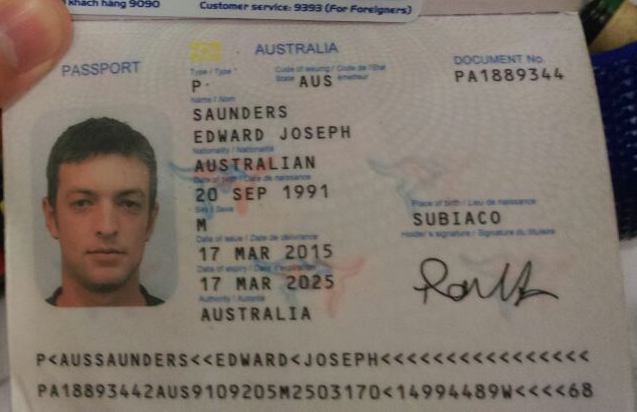 khách hàng 9090
Customer service: 9393 (For Foreigners)
PASSPORT
AUSTRALIA
Type / Type
Code of issuing / Code de l'Etat
State émetteur
DOCUMENT No.
P
AUS
PA1889344
Name / Nom
SAUNDERS
EDWARD JOSEPH
Nationality / Nationalité
AUSTRALIAN
Date of birth / Date de naissance
20 SEP 1991
Sex / Sexe
Place of birth / Lieu de naissance
M
SUBIACO
Date of issue / Date de délivrance
Holder's signature / Signature du titulaire
17 MAR 2015
Date of expiry / Date d'expiration
17 MAR 2025
Authority / Autorité
AUSTRALIA
P<AUSSAUNDERS<<EDWARD<JOSEPH<<<<<<<<<<<<<<<<
PA18893442AUS9109205M2503170<14994489W<<<<68